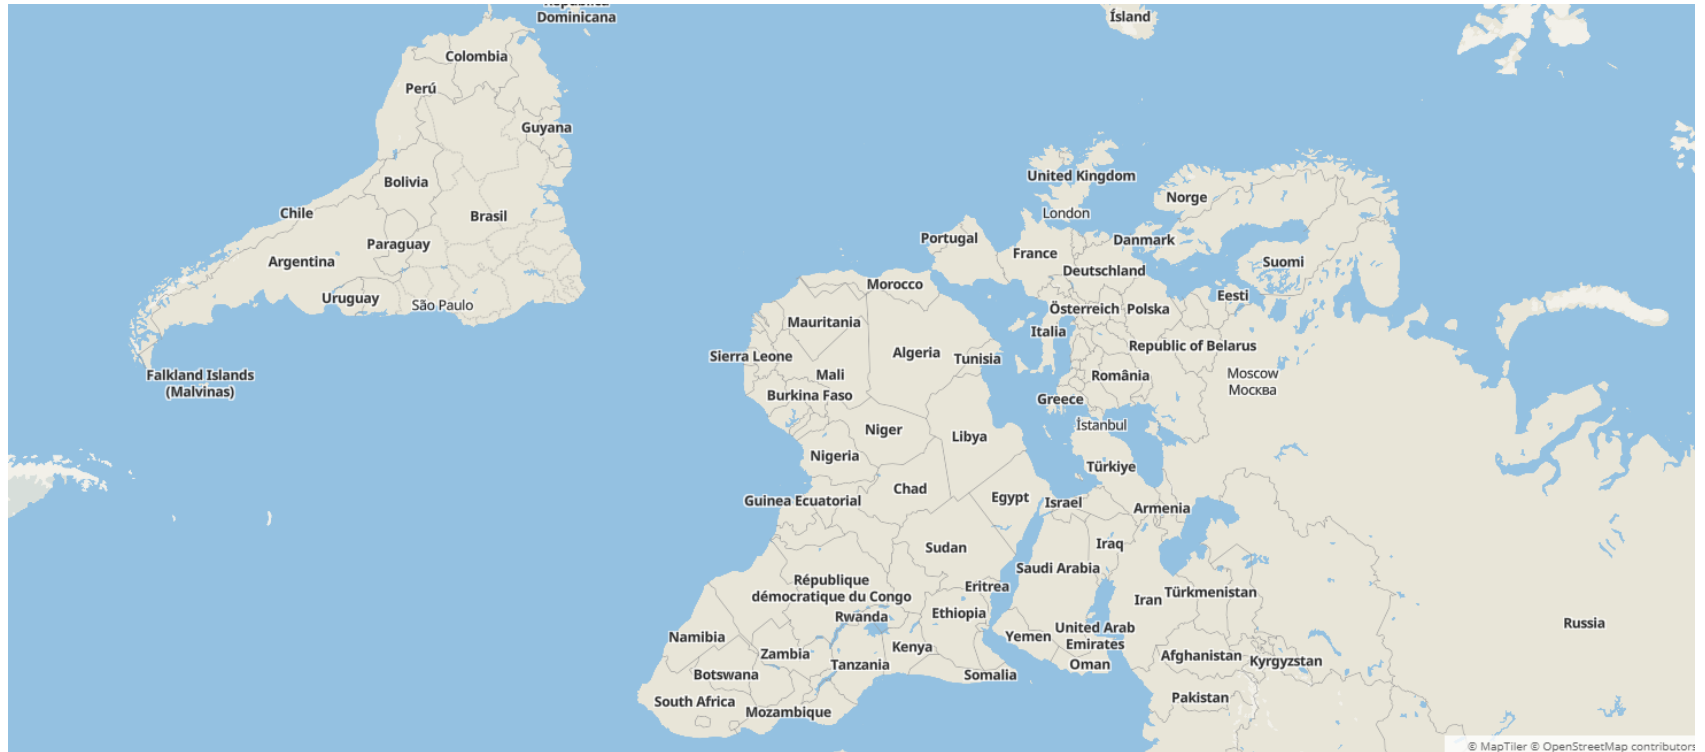 República
Dominicana
Ísland
Colombia
Perú
Guyana
Bolivia
Chile
Brasil
Paraguay
Argentina
Uruguay
São Paulo
Falkland Islands
(Malvinas)
United Kingdom
Norge
London
Portugal
France
Danmark
Deutschland
Suomi
Morocco
Eesti
Österreich
Polska
Mauritania
Italia
Republic of Belarus
Sierra Leone
Algeria
Tunisia
Mali
România
Moscow
Москва
Burkina Faso
Greece
Niger
Libya
İstanbul
Nigeria
Türkiye
Chad
Guinea Ecuatorial
Egypt
Israel
Armenia
Sudan
Iraq
Saudi Arabia
République
démocratique du Congo
Eritrea
Iran
Türkmenistan
Rwanda
Ethiopia
Russia
Namibia
Yemen
United Arab
Emirates
Kenya
Zambia
Tanzania
Afghanistan
Kyrgyzstan
Oman
Botswana
Somalia
South Africa
Mozambique
Pakistan
© MapTiler © OpenStreetMap contributors